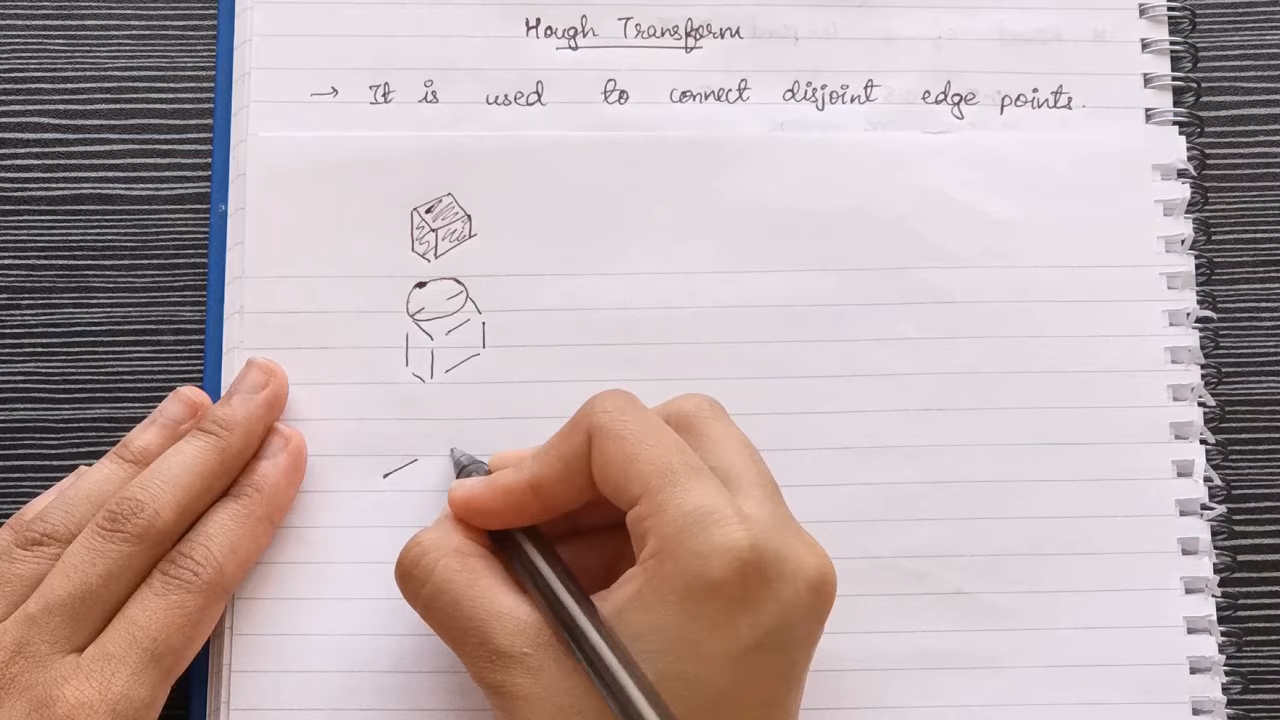 Hough Transform
→ It is used to connect disjoint edge points.